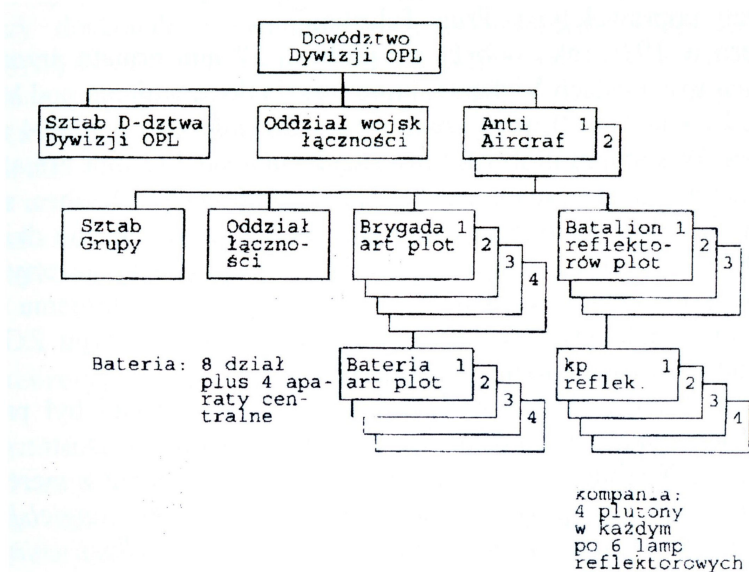 Dowództwo
Dywizji OPL
Sztab D-dztwa
Dywizji OPL
Oddział wojsk
łączności
Anti 1
Aircraf
2
Sztab
Grupy
Oddział
łączno-
ści
Brygada 1
art plot
2
3
4
Batalion 1
reflekto-
rów plot
2
3
Bateria: 8 dział
plus 4 apa-
raty cen-
tralne
Bateria 1
art plot
2
3
4
kp 1
reflek.
2
3
4
kompania:
4 plutony
w każdym
po 6 lamp
reflektorowych